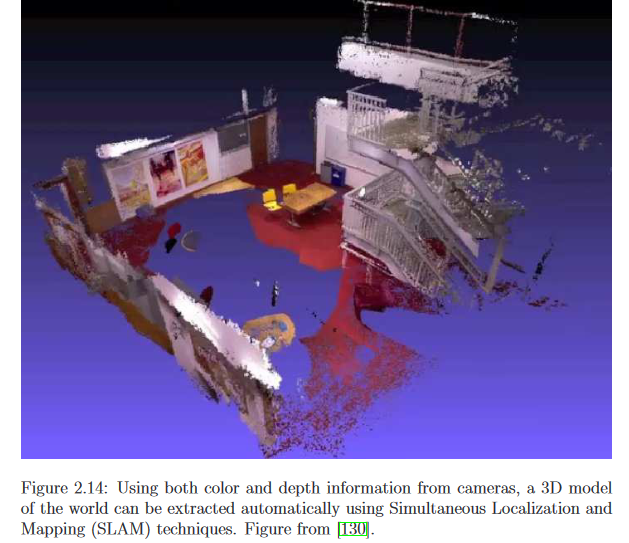 Figure 2.14: Using both color and depth information from cameras, a 3D model
of the world can be extracted automatically using Simultaneous Localization and
Mapping (SLAM) techniques. Figure from [130].